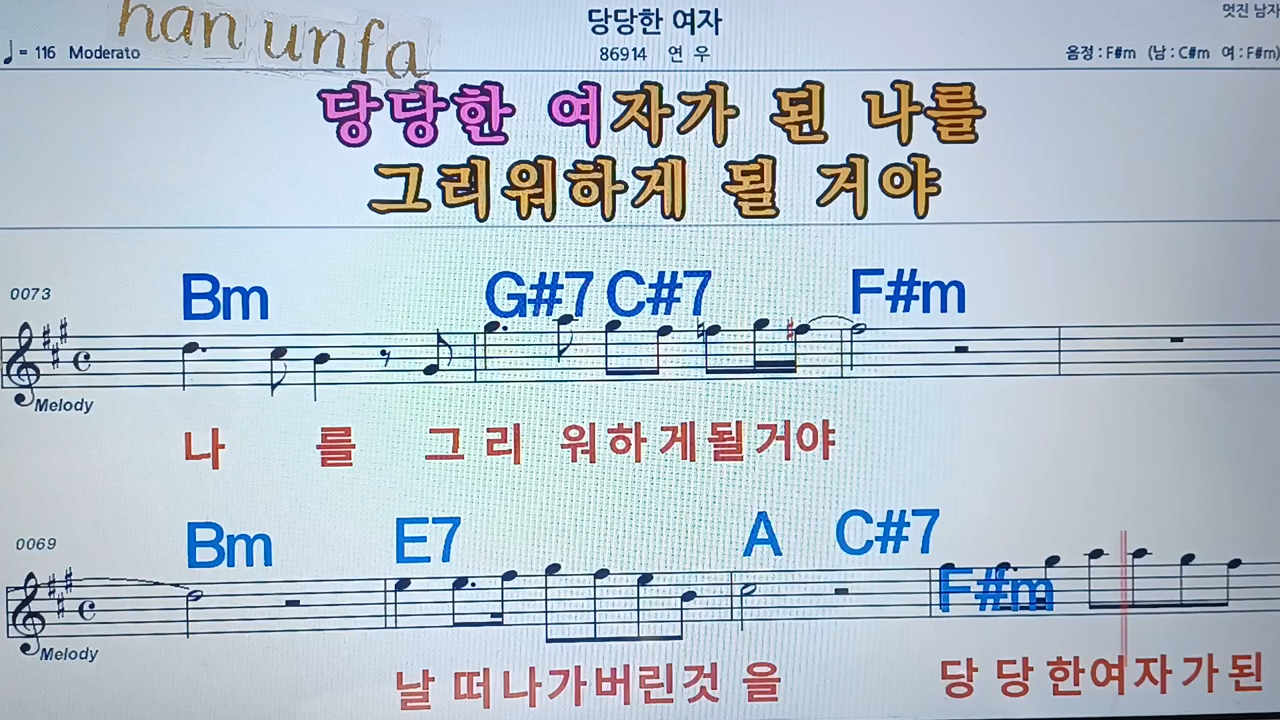 han unfa
당당한 여자
멋진 남자
♩= 116 Moderato
86914 연 우
음정 : F#m (남 : C#m 여 : F#m)
당당한 여자가 된 나를
그리워하게 될 거야
0073
Bm G#7 C#7 F#m
Melody
나 를 그 리 워하 게될거야
0069
Bm E7 A C#7
F#m
Melody
날 떠나가버린것 을 당 당 한여자 가 된